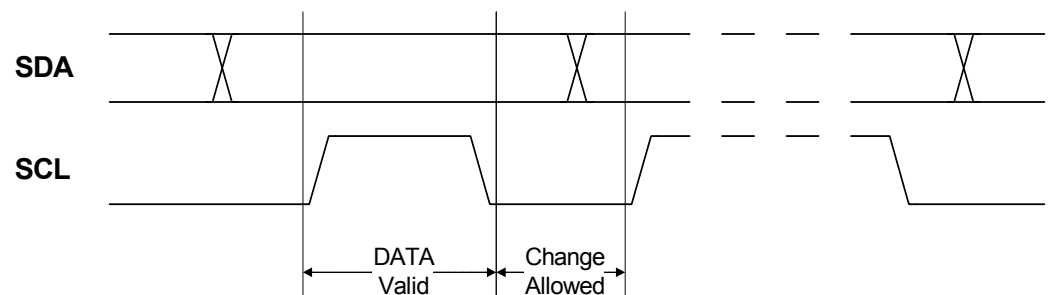 SDA
SCL
DATA
Valid
Change
Allowed